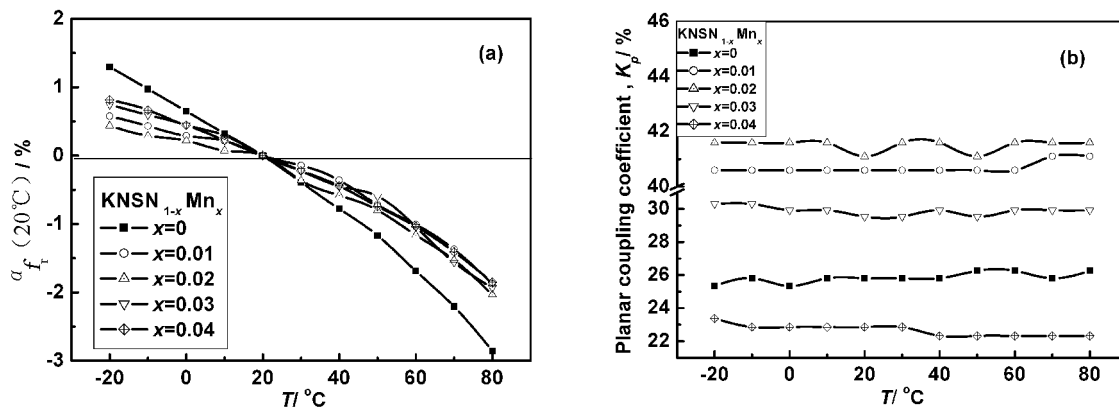 (a)
2
1
0
-1
-2
-3
α
fr (20℃) / %
KNSN1-xMnx
x=0
x=0.01
x=0.02
x=0.03
x=0.04
-20 0 20 40 60 80
T/ °C
(b)
46
44
42
40
30
28
26
24
22
Planar coupling coefficient , Kp/ %
KNSN1-xMnx
x=0
x=0.01
x=0.02
x=0.03
x=0.04
-20 0 20 40 60 80
T/ °C